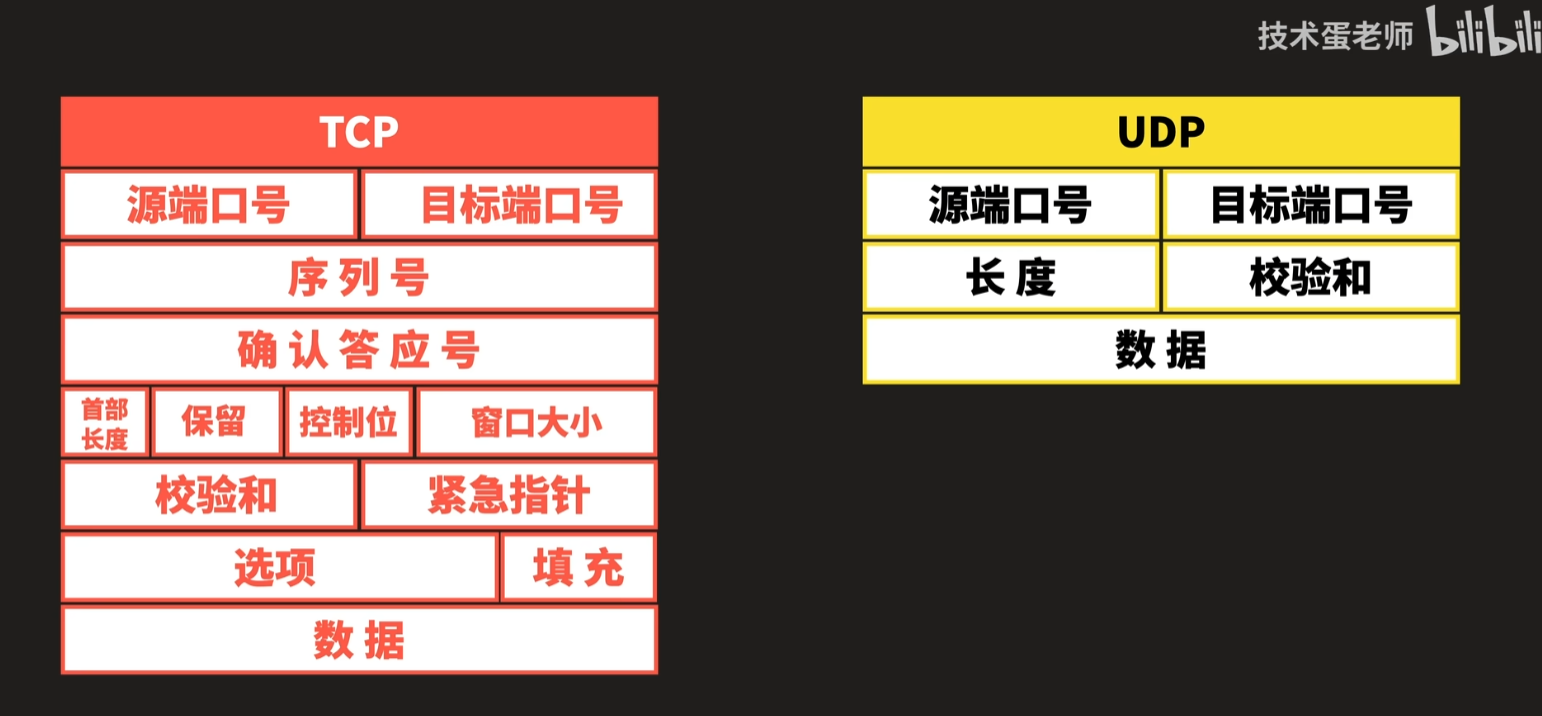 技术蛋老师 bilibili
TCP
源端口号 目标端口号
序列号
确认答应号
首部长度 保留 控制位 窗口大小
校验和 紧急指针
选项 填充
数据
UDP
源端口号 目标端口号
长度 校验和
数据